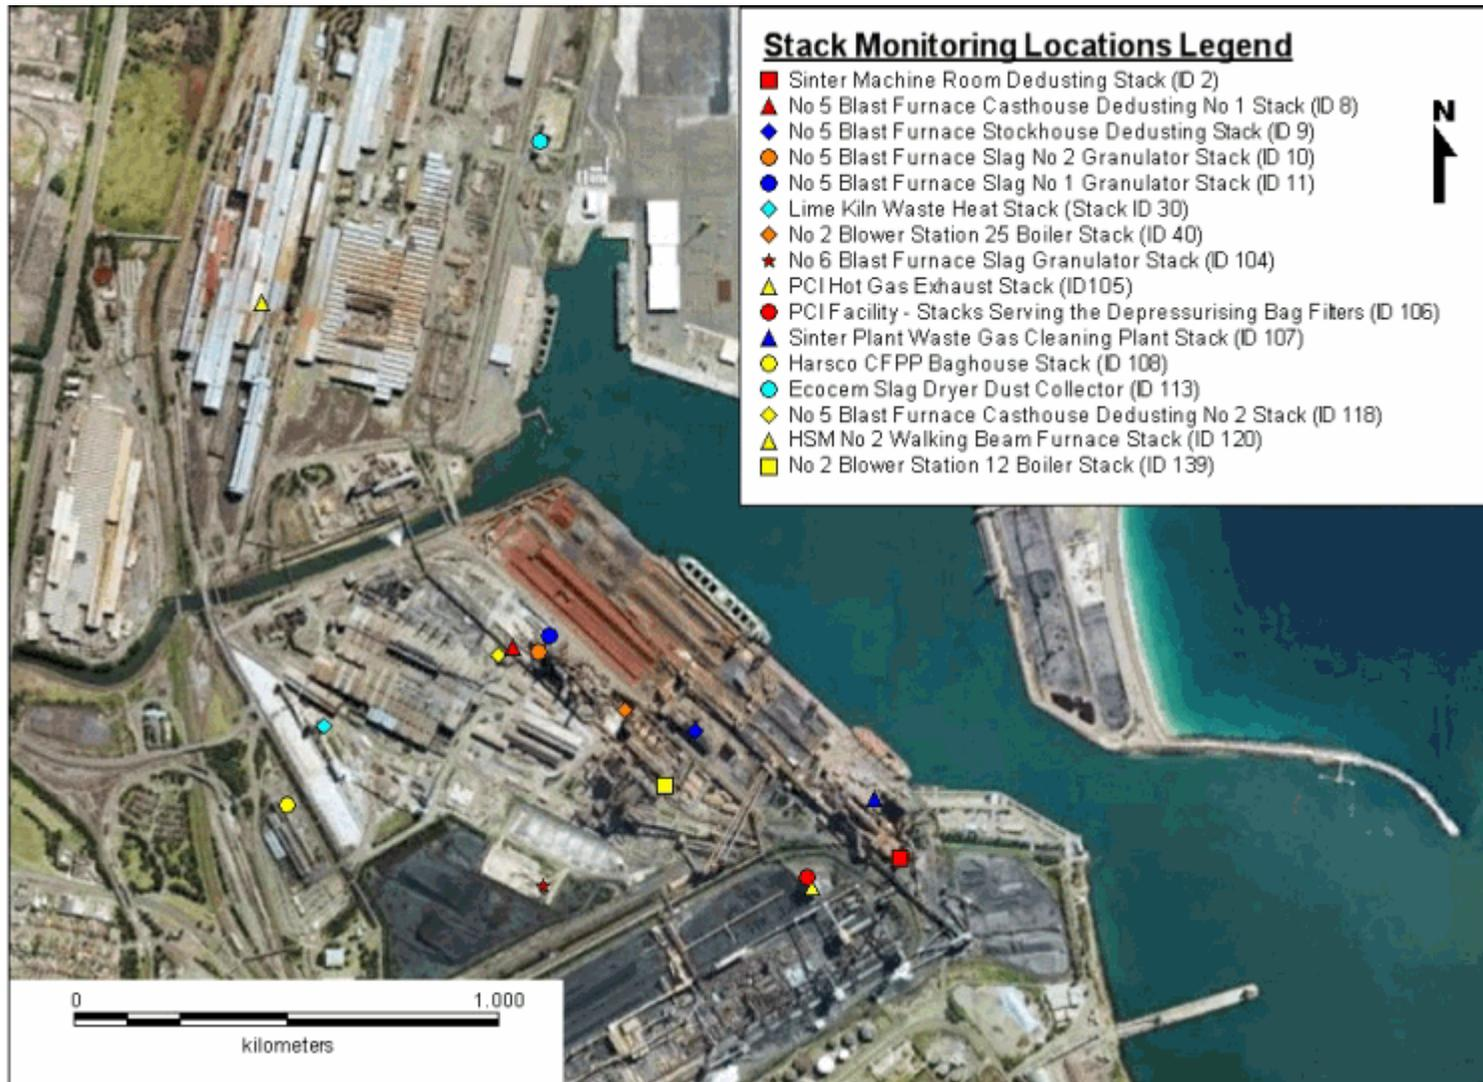 Stack Monitoring Locations Legend
Sinter Machine Room Dedusting Stack (ID 2)
No 5 Blast Furnace Casthouse Dedusting No 1 Stack (ID 8)
No 5 Blast Furnace Stockhouse Dedusting Stack (ID 9)
No 5 Blast Furnace Slag No 2 Granulator Stack (ID 10)
No 5 Blast Furnace Slag No 1 Granulator Stack (ID 11)
Lime Kiln Waste Heat Stack (Stack ID 30)
No 2 Blower Station 25 Boiler Stack (ID 40)
No 6 Blast Furnace Slag Granulator Stack (ID 104)
PCI Hot Gas Exhaust Stack (ID105)
PCI Facility - Stacks Serving the Depressurising Bag Filters (ID 106)
Sinter Plant Waste Gas Cleaning Plant Stack (ID 107)
Harsco CFPP Baghouse Stack (ID 108)
Ecocem Slag Dryer Dust Collector (ID 113)
No 5 Blast Furnace Casthouse Dedusting No 2 Stack (ID 118)
HSM No 2 Walking Beam Furnace Stack (ID 120)
No 2 Blower Station 12 Boiler Stack (ID 139)
N
0 1.000
kilometers